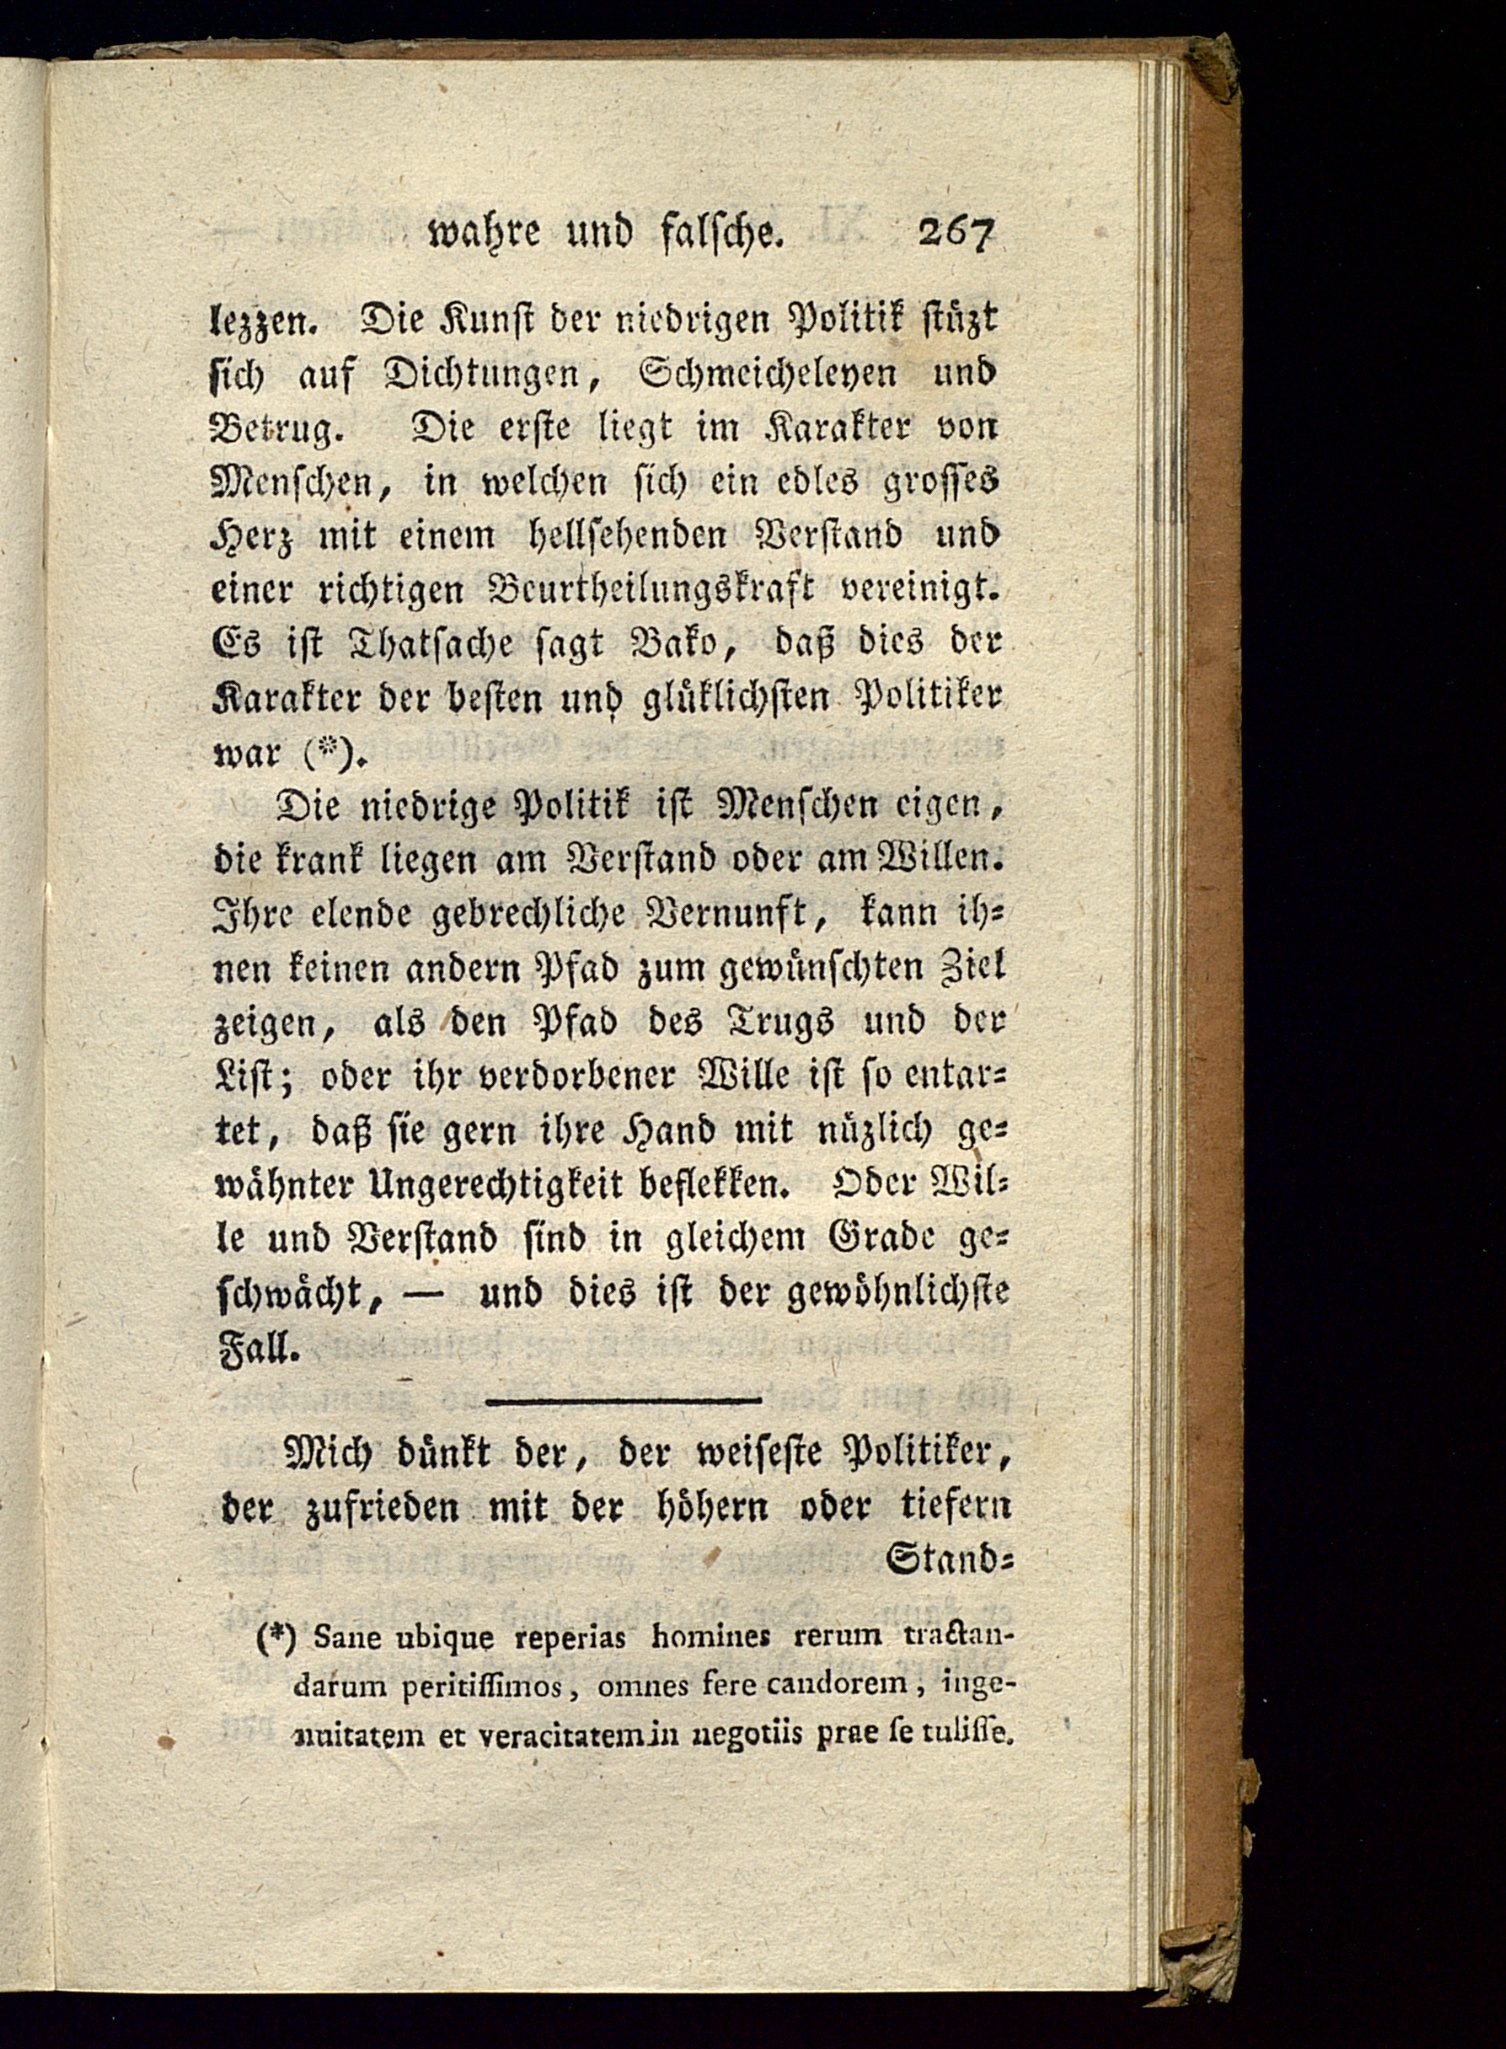 wahre und falsche. 267
lezzen. Die Kunst der niedrigen Politik stüzt
sich auf Dichtungen, Schmeicheleyen und
Betrug. Die erste liegt im Karakter von
Menschen, in welchen sich ein edles grosses
Herz mit einem hellsehenden Verstand und
einer richtigen Beurtheilungskraft vereinigt.
Es ist Thatsache sagt Bako, daß dies der
Karakter der besten und glüklichsten Politiker
war (*).
Die niedrige Politik ist Menschen eigen,
die krank liegen am Verstand oder am Willen.
Ihre elende gebrechliche Vernunft, kann ih-
nen keinen andern Pfad zum gewünschten Ziel
zeigen, als den Pfad des Trugs und der
List; oder ihr verdorbener Wille ist so entar-
tet, daß sie gern ihre Hand mit nüzlich ge-
wähnter Ungerechtigkeit beflekken. Oder Wil-
le und Verstand sind in gleichem Grade ge-
schwächt, — und dies ist der gewöhnlichste
Fall.
Mich dünkt der, der weiseste Politiker,
der zufrieden mit der höhern oder tiefern
Stand-
(*) Sane ubique reperias homines rerum tractan-
darum peritissimos, omnes fere candorem, inge-
nuitatem et veracitatem in negotiis prae se tulisse.